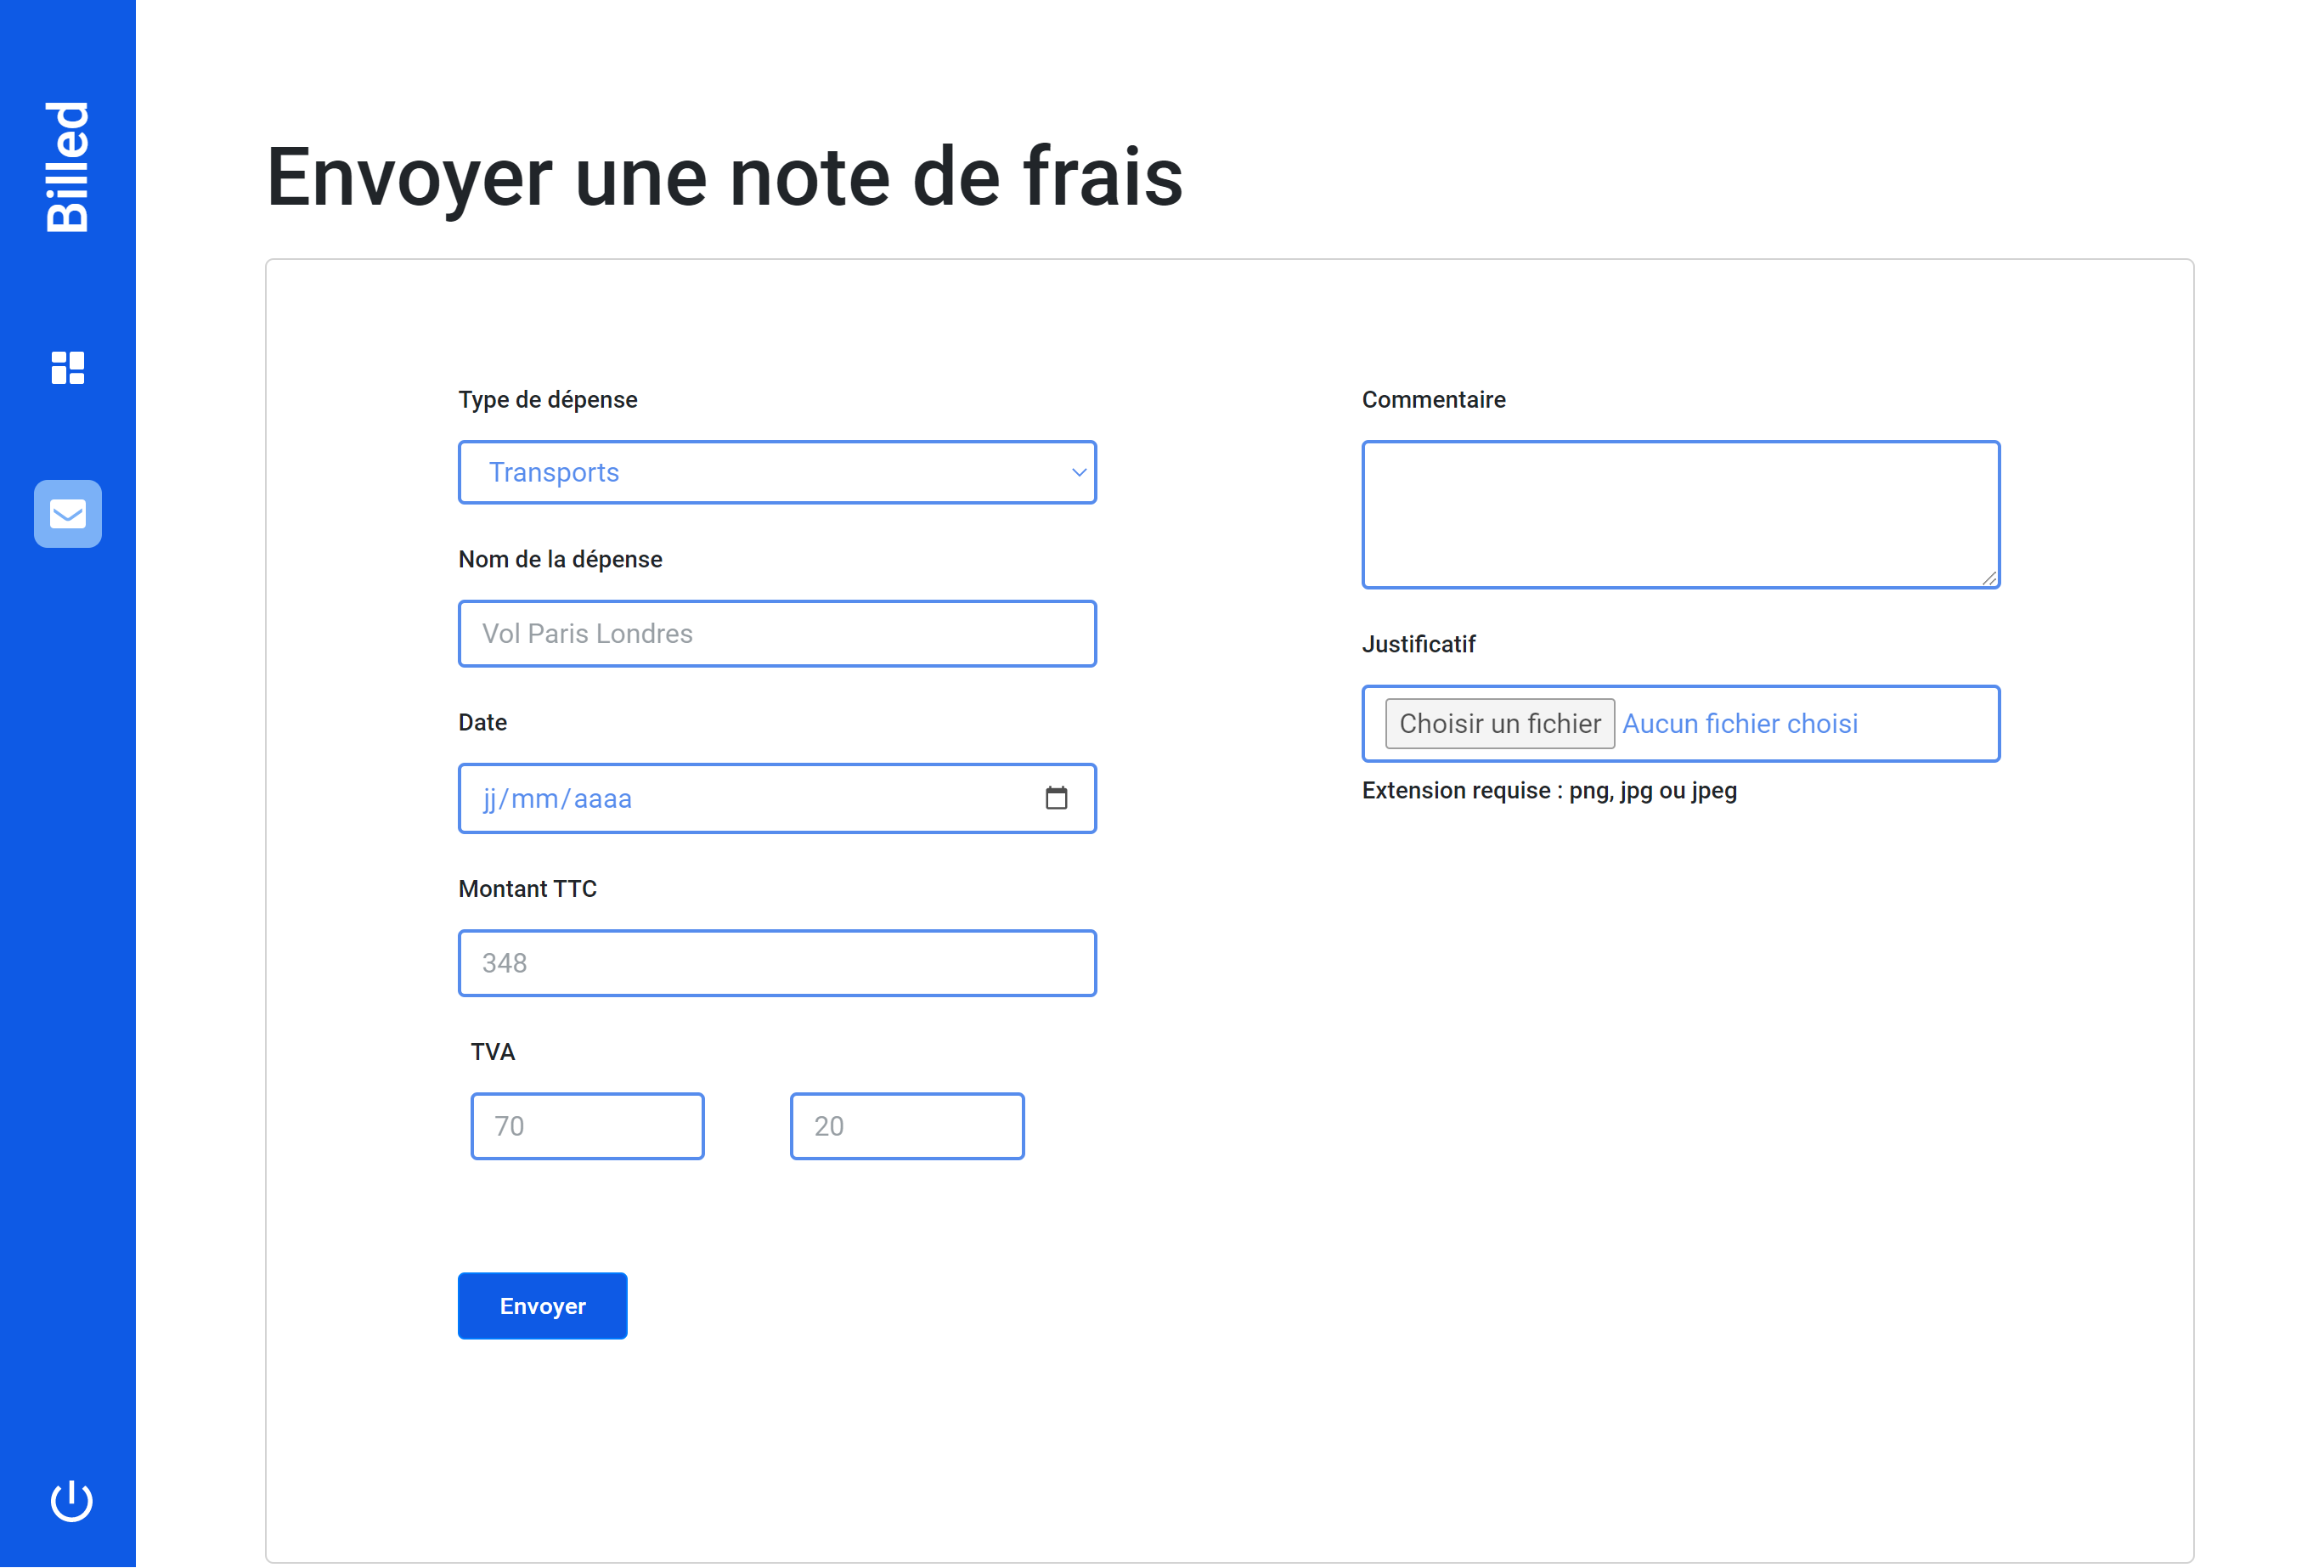 Billed
Envoyer une note de frais
Type de dépense
Transports
Nom de la dépense
Vol Paris Londres
Date
jj/mm/aaaa
Montant TTC
348
TVA
70 20
Envoyer
Commentaire
Justificatif
Choisir un fichier Aucun fichier choisi
Extension requise : png, jpg ou jpeg